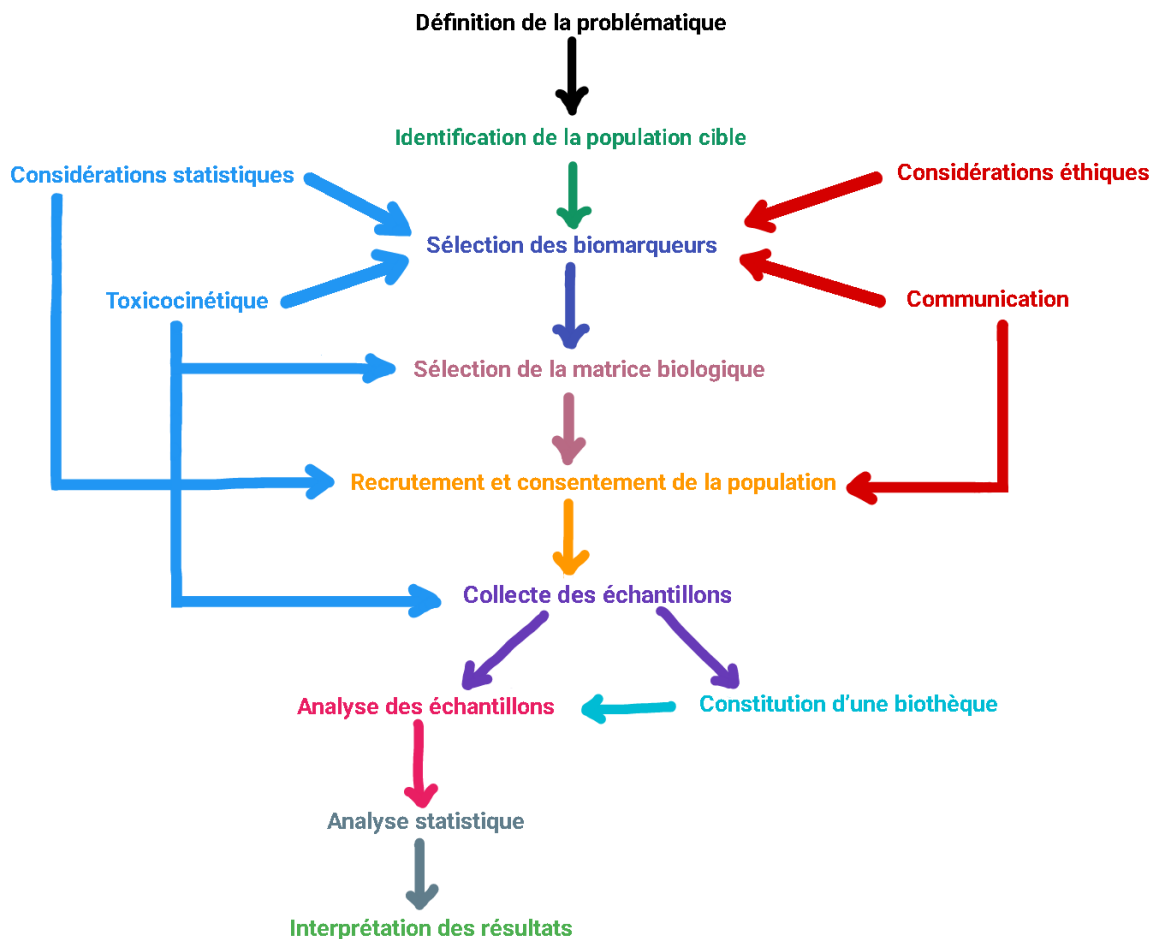 Définition de la problématique
Identification de la population cible
Considérations statistiques
Considérations éthiques
Sélection des biomarqueurs
Toxicocinétique
Communication
Sélection de la matrice biologique
Recrutement et consentement de la population
Collecte des échantillons
Analyse des échantillons
Constitution d’une biothèque
Analyse statistique
Interprétation des résultats